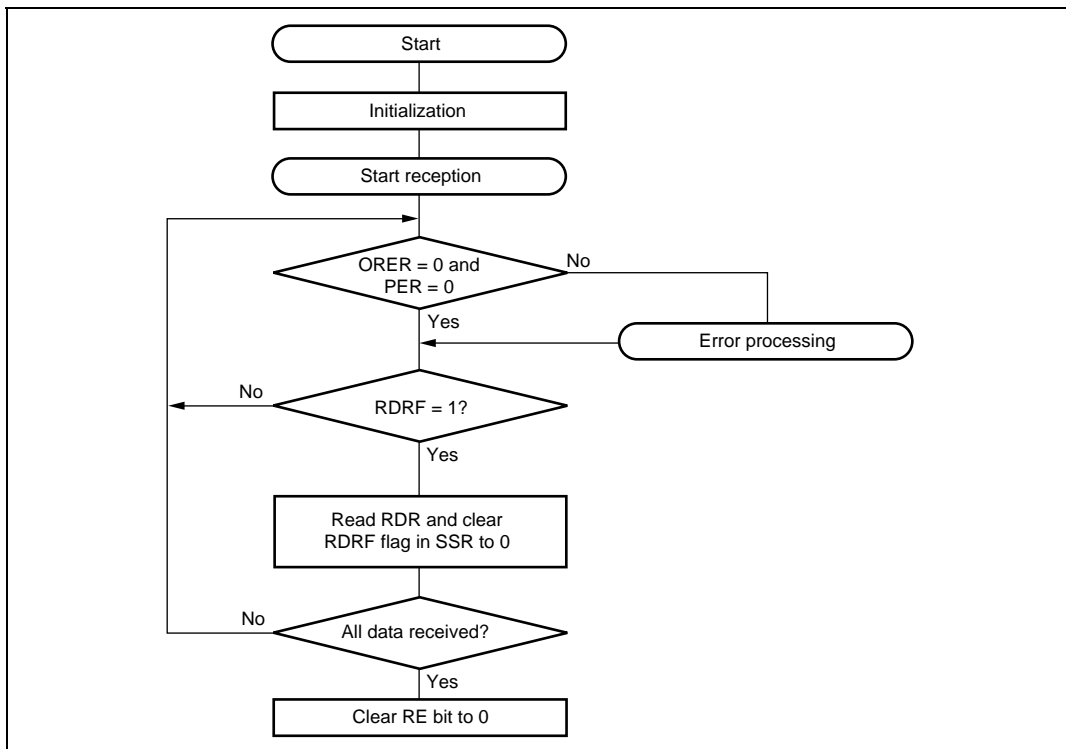 Start
Initialization
Start reception
ORER = 0 and
PER = 0
No
Yes
Error processing
No
RDRF = 1?
Yes
Read RDR and clear
RDRF flag in SSR to 0
No
All data received?
Yes
Clear RE bit to 0